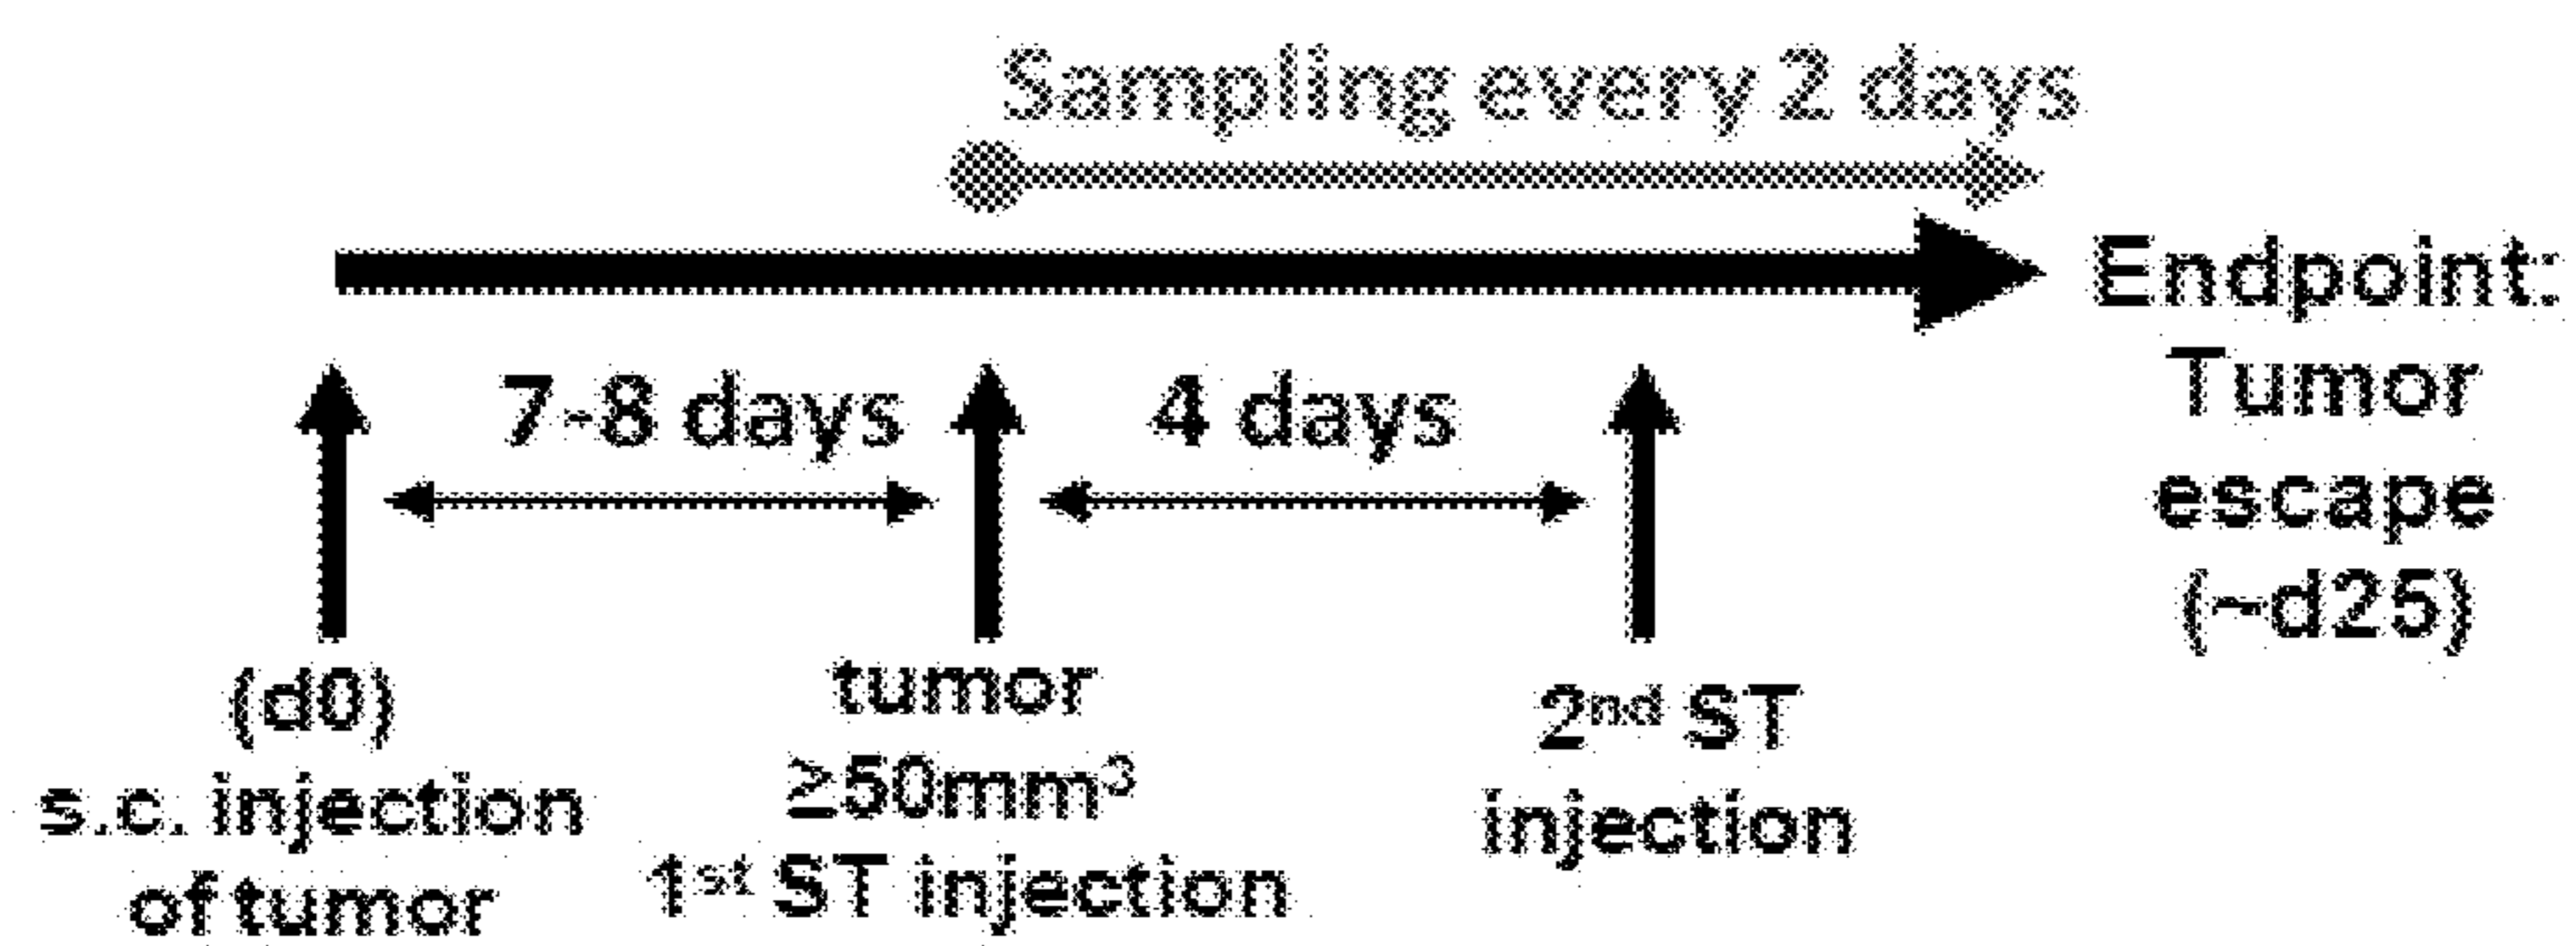 Sampling every 2 days
Endpoint:
Tumor
escape
(~d25)
7-8 days
4 days
(d0)
s.c. injection
of tumor
tumor
≥50mm³
1st ST injection
2nd ST
injection